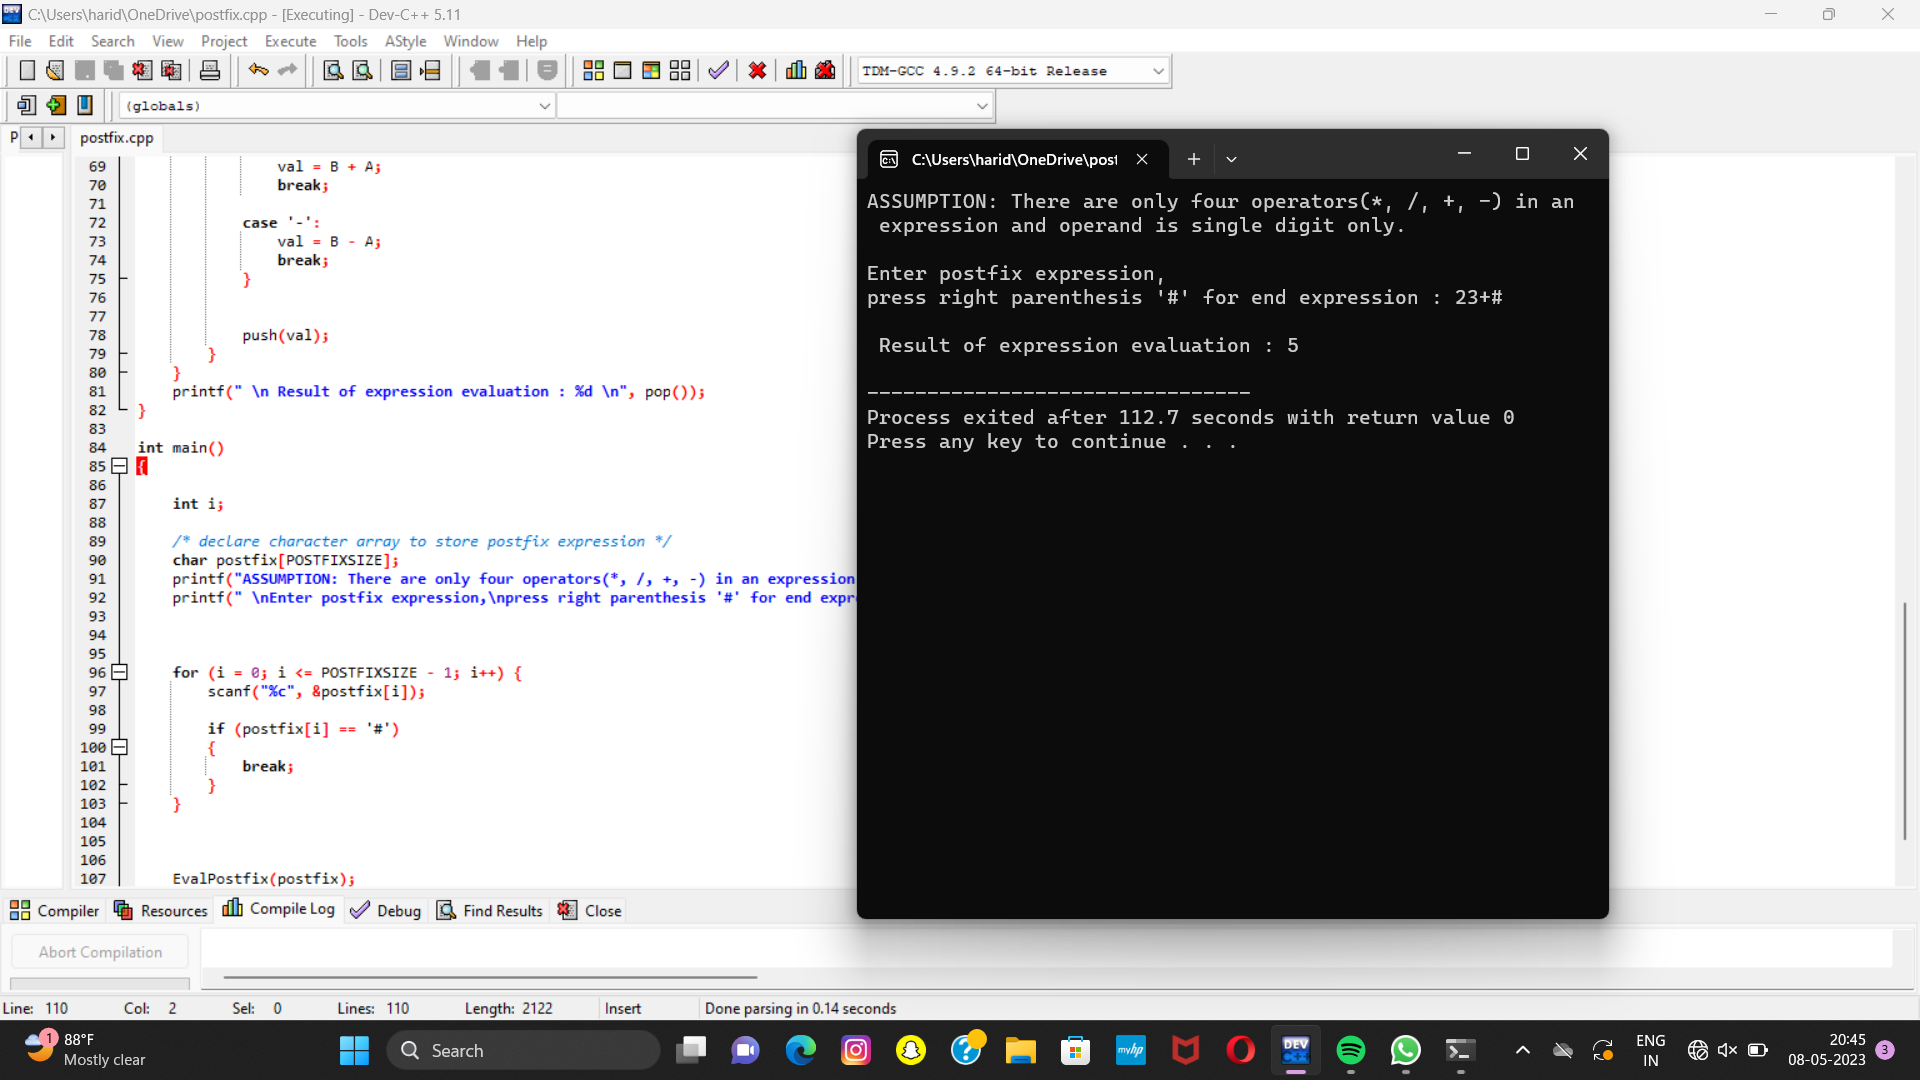 C:\Users\harid\OneDrive\postfix.cpp - [Executing] - Dev-C++ 5.11
File Edit Search View Project Execute Tools AStyle Window Help
TDM-GCC 4.9.2 64-bit Release
(globals)
P postfix.cpp
69 val = B + A;
70 break;
71
72 case '-':
73 val = B - A;
74 break;
75 }
76
77
78 push(val);
79 }
80 }
81 printf(" \n Result of expression evaluation : %d \n", pop());
82 }
83
84 int main()
85 {
86
87 int i;
88
89 /* declare character array to store postfix expression */
90 char postfix[POSTFIXSIZE];
91 printf("ASSUMPTION: There are only four operators(*, /, +, -) in an expression
92 printf(" \nEnter postfix expression,\npress right parenthesis '#' for end expr
93
94
95
96 for (i = 0; i <= POSTFIXSIZE - 1; i++) {
97 scanf("%c", &postfix[i]);
98
99 if (postfix[i] == '#')
100 {
101 break;
102 }
103 }
104
105
106
107 EvalPostfix(postfix);
C:\Users\harid\OneDrive\post
ASSUMPTION: There are only four operators(*, /, +, -) in an
expression and operand is single digit only.
Enter postfix expression,
press right parenthesis '#' for end expression : 23+#
Result of expression evaluation : 5
--------------------------------
Process exited after 112.7 seconds with return value 0
Press any key to continue . . .
Compiler Resources Compile Log Debug Find Results Close
Abort Compilation
Line: 110 Col: 2 Sel: 0 Lines: 110 Length: 2122 Insert Done parsing in 0.14 seconds
1 88°F
Mostly clear
Search
myhp
DEV
ENG
IN
20:45
08-05-2023
3